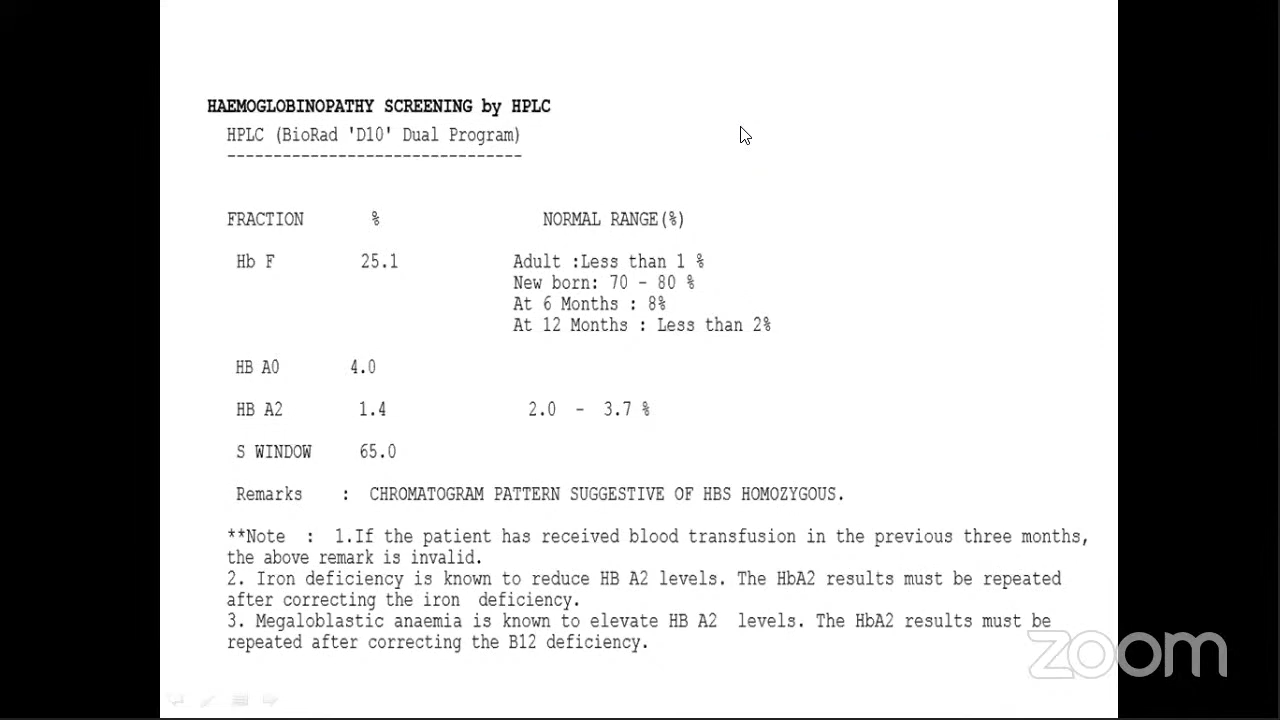 HAEMOGLOBINOPATHY SCREENING by HPLC
HPLC (BioRad 'D10' Dual Program)
--------------------------------
FRACTION % NORMAL RANGE(%)
Hb F 25.1 Adult :Less than 1 %
New born: 70 - 80 %
At 6 Months : 8%
At 12 Months : Less than 2%
HB A0 4.0
HB A2 1.4 2.0 - 3.7 %
S WINDOW 65.0
Remarks : CHROMATOGRAM PATTERN SUGGESTIVE OF HBS HOMOZYGOUS.
**Note : 1.If the patient has received blood transfusion in the previous three months,
the above remark is invalid.
2. Iron deficiency is known to reduce HB A2 levels. The HbA2 results must be repeated
after correcting the iron deficiency.
3. Megaloblastic anaemia is known to elevate HB A2 levels. The HbA2 results must be
repeated after correcting the B12 deficiency.
zoom